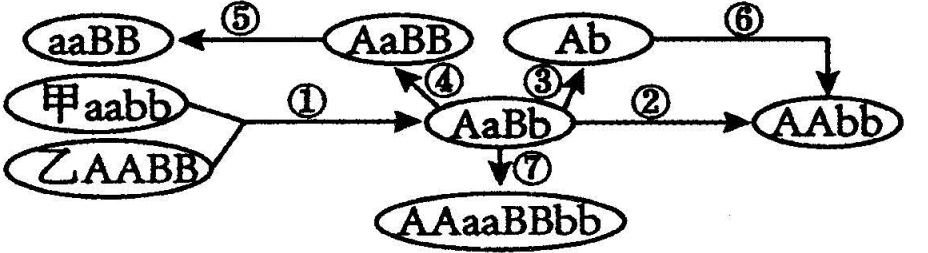 aaBB ⑤ AaBB Ab ⑥
甲aabb ① ④ ③ ②
乙AABB AaBb AAbb
⑦
AAaaBBbb